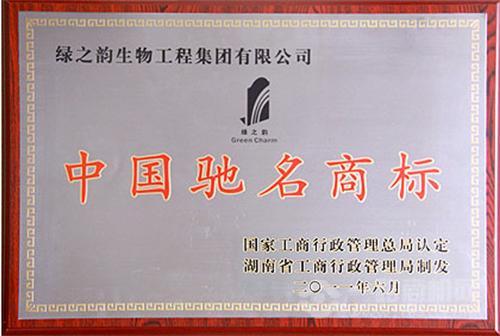 绿之韵生物工程集团有限公司
绿之韵
Green Charm
中国驰名商标
国家工商行政管理总局认定
湖南省工商行政管理局制发
二〇一一年六月